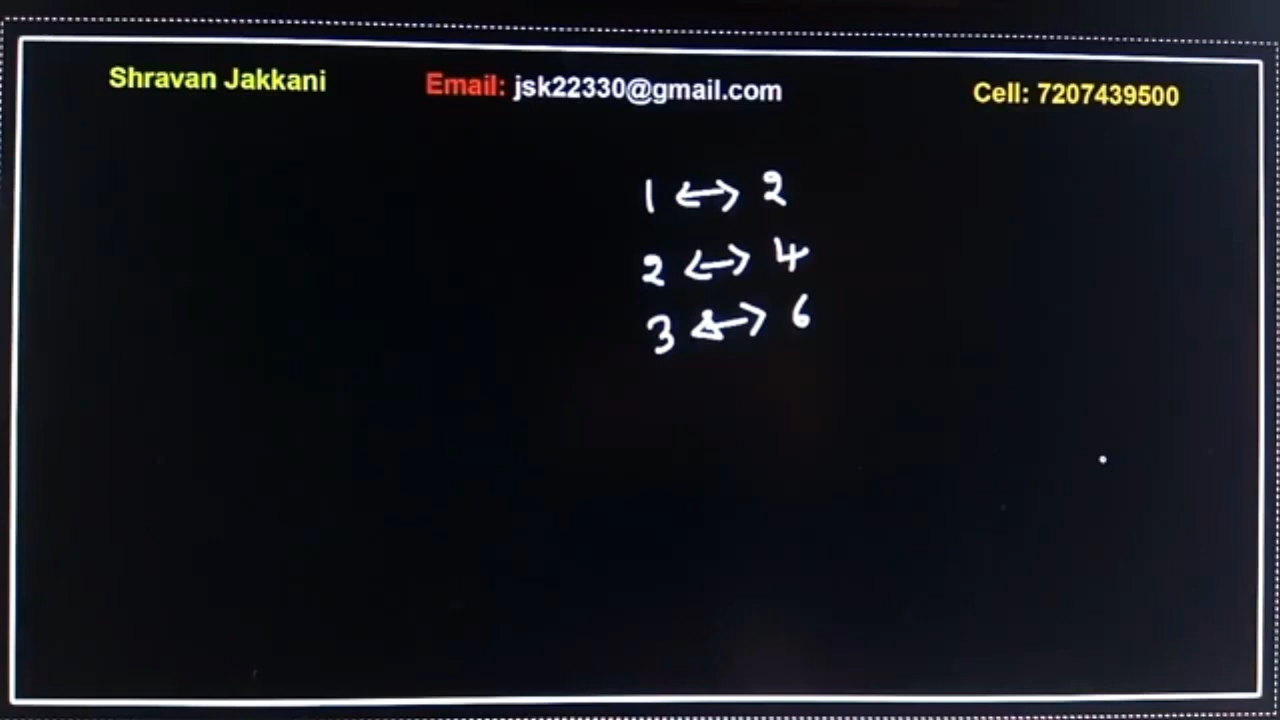 Shravan Jakkani Email: jsk22330@gmail.com Cell: 7207439500
1 ↔ 2
2 ↔ 4
3 ↔ 6